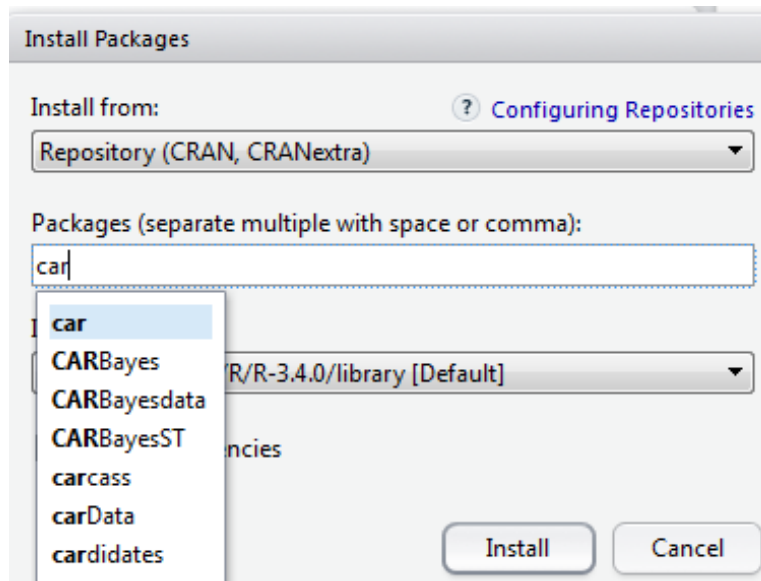 Install Packages
Install from:
? Configuring Repositories
Repository (CRAN, CRANextra)
Packages (separate multiple with space or comma):
car
car
CARBayes
/R/R-3.4.0/library [Default]
CARBayesdata
CARBayesST
ncies
carcass
carData
cardidates
Install
Cancel